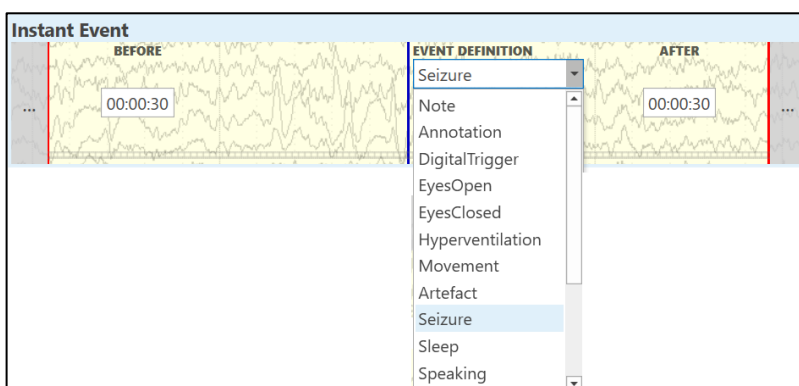 Instant Event
BEFORE
EVENT DEFINITION
AFTER
...
00:00:30
Seizure
00:00:30
...
Note
Annotation
DigitalTrigger
EyesOpen
EyesClosed
Hyperventilation
Movement
Artefact
Seizure
Sleep
Speaking